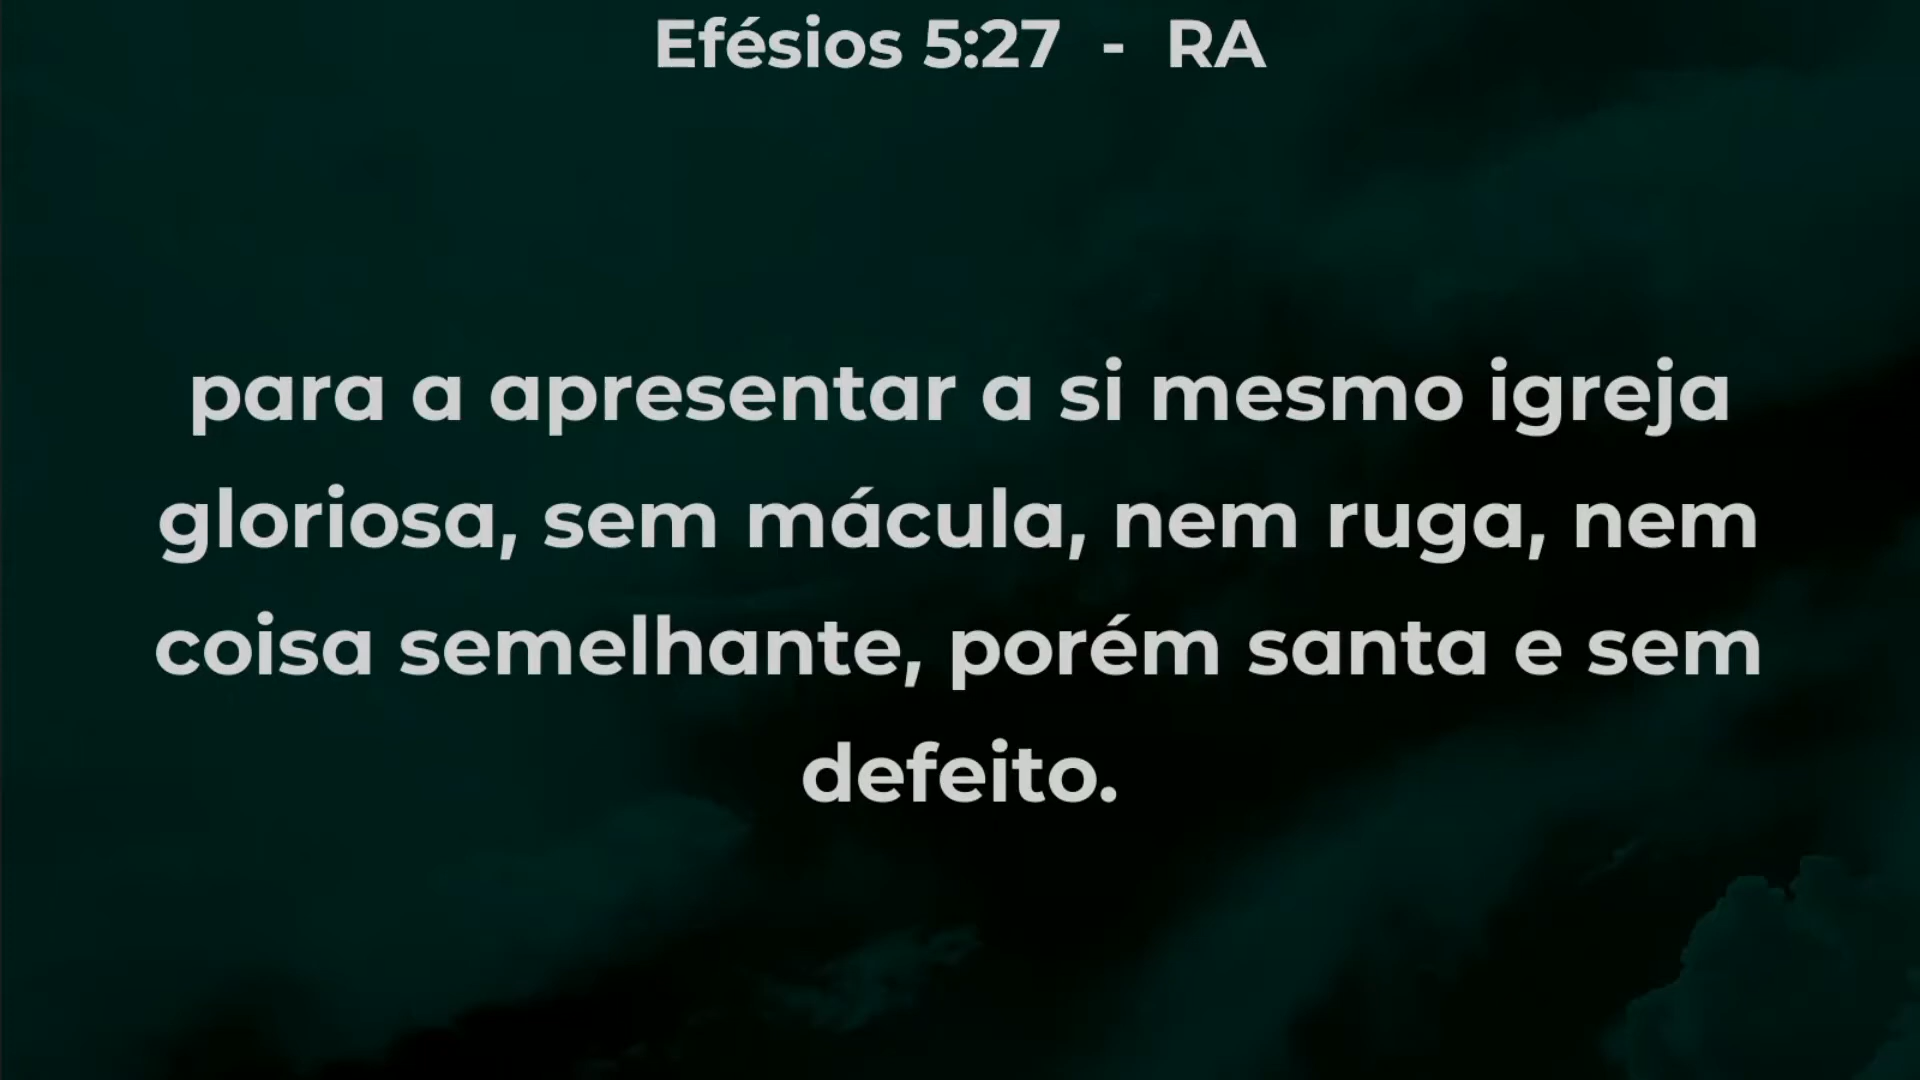 Efésios 5:27 - RA
para a apresentar a si mesmo igreja
gloriosa, sem mácula, nem ruga, nem
coisa semelhante, porém santa e sem
defeito.